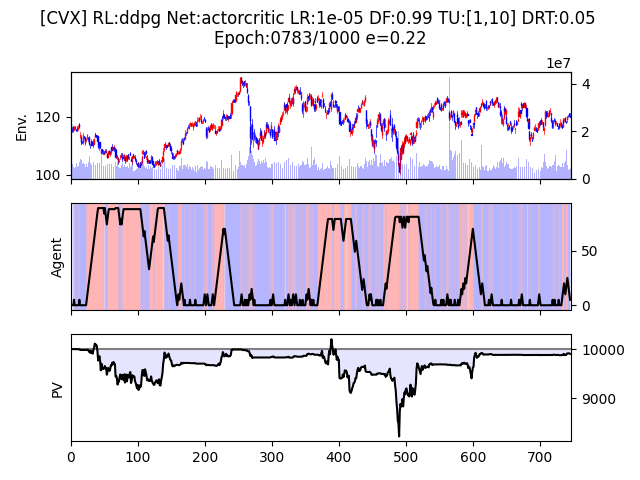 [CVX] RL:ddpg Net:actorcritic LR:1e-05 DF:0.99 TU:[1,10] DRT:0.05
Epoch:0783/1000 e=0.22
1e7
Env.
120
100
4
2
0
Agent
50
0
PV
10000
9000
0 100 200 300 400 500 600 700